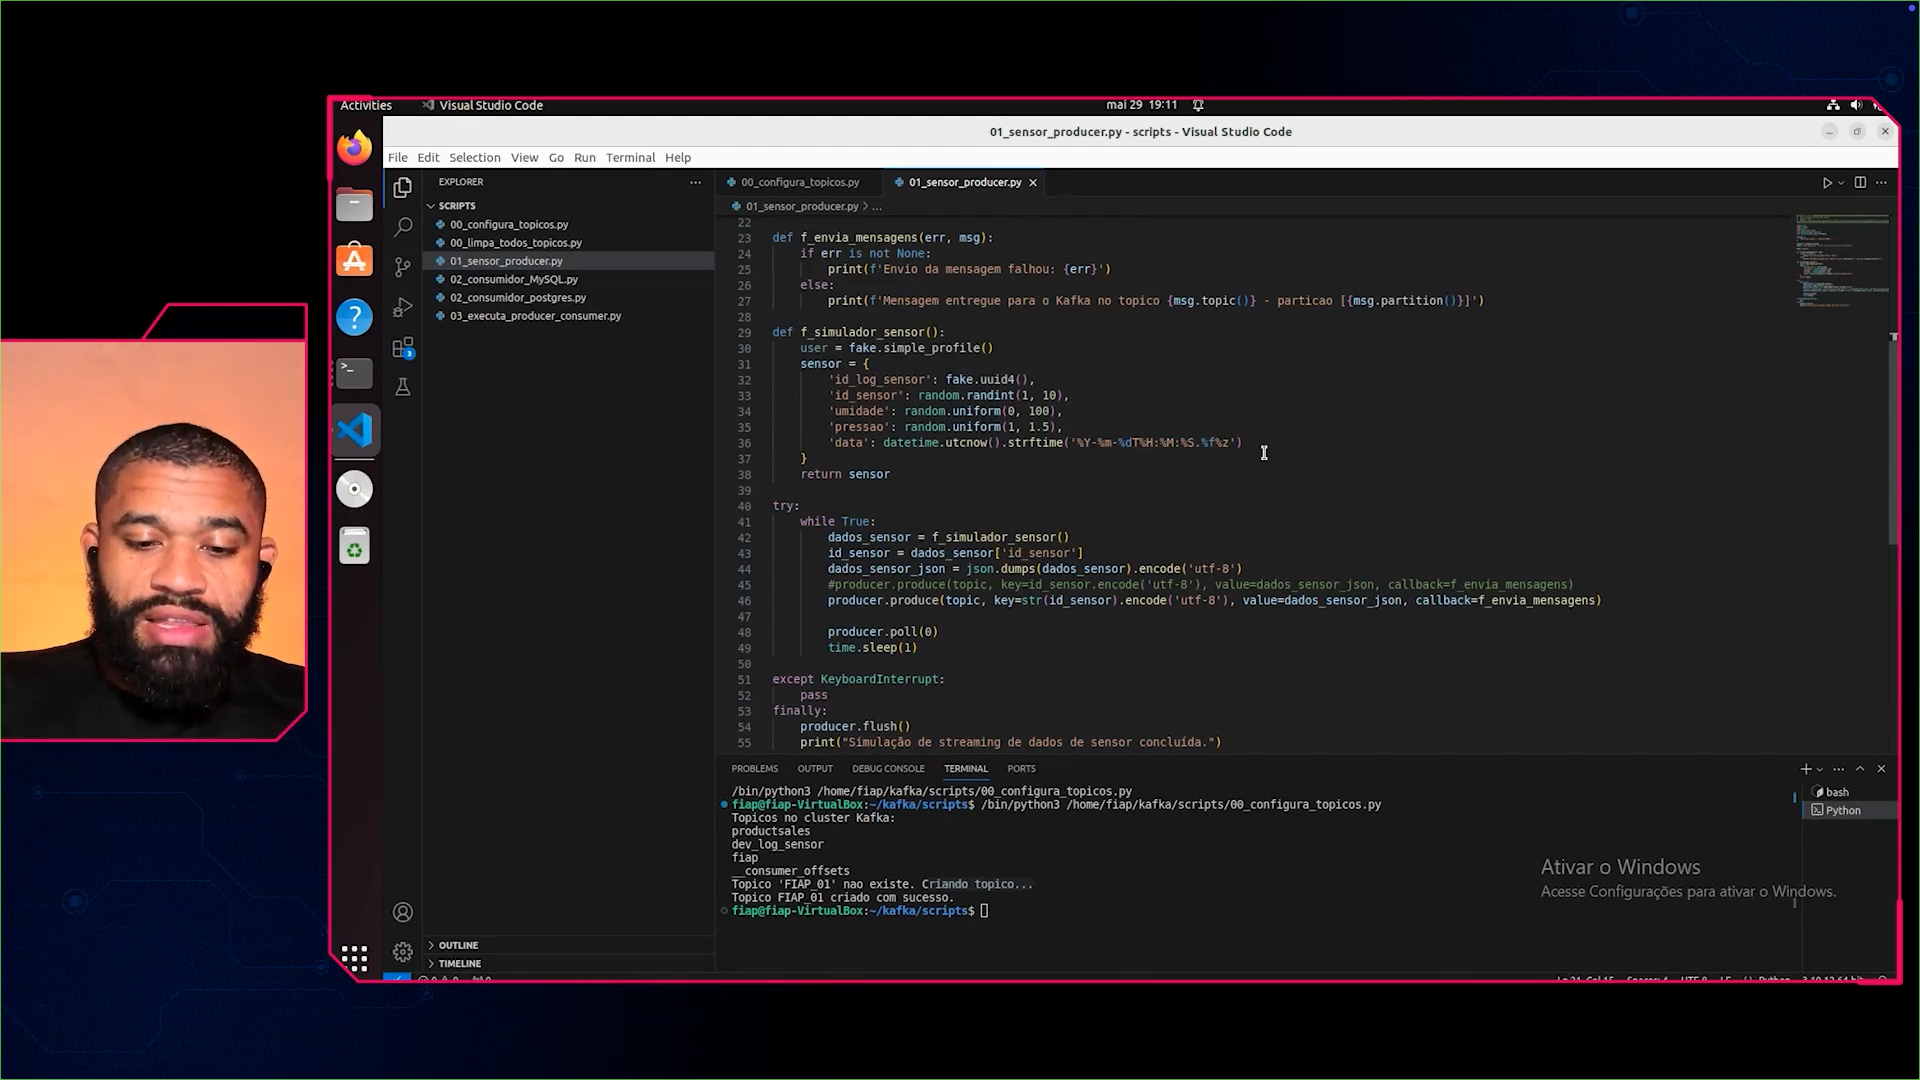 Activities
Visual Studio Code
mai 29 19:11
01_sensor_producer.py - scripts - Visual Studio Code
File Edit Selection View Go Run Terminal Help
EXPLORER
SCRIPTS
00_configura_topicos.py
00_limpa_todos_topicos.py
01_sensor_producer.py
02_consumidor_MySQL.py
02_consumidor_postgres.py
03_executa_producer_consumer.py
3
OUTLINE
TIMELINE
00_configura_topicos.py
01_sensor_producer.py
01_sensor_producer.py > ...
22
23 def f_envia_mensagens(err, msg):
24 if err is not None:
25 print(f'Envio da mensagem falhou: {err}')
26 else:
27 print(f'Mensagem entregue para o Kafka no topico {msg.topic()} - particao [{msg.partition()}]')
28
29 def f_simulador_sensor():
30 user = fake.simple_profile()
31 sensor = {
32 'id_log_sensor': fake.uuid4(),
33 'id_sensor': random.randint(1, 10),
34 'umidade': random.uniform(0, 100),
35 'pressao': random.uniform(1, 1.5),
36 'data': datetime.utcnow().strftime('%Y-%m-%dT%H:%M:%S.%f%z')
37 }
38 return sensor
39
40 try:
41 while True:
42 dados_sensor = f_simulador_sensor()
43 id_sensor = dados_sensor['id_sensor']
44 dados_sensor_json = json.dumps(dados_sensor).encode('utf-8')
45 #producer.produce(topic, key=id_sensor.encode('utf-8'), value=dados_sensor_json, callback=f_envia_mensagens)
46 producer.produce(topic, key=str(id_sensor).encode('utf-8'), value=dados_sensor_json, callback=f_envia_mensagens)
47
48 producer.poll(0)
49 time.sleep(1)
50
51 except KeyboardInterrupt:
52 pass
53 finally:
54 producer.flush()
55 print("Simulação de streaming de dados de sensor concluída.")
PROBLEMS OUTPUT DEBUG CONSOLE TERMINAL PORTS
/bin/python3 /home/fiap/kafka/scripts/00_configura_topicos.py
fiap@fiap-VirtualBox:~/kafka/scripts$ /bin/python3 /home/fiap/kafka/scripts/00_configura_topicos.py
Topicos no cluster Kafka:
productsales
dev_log_sensor
fiap
__consumer_offsets
Topico 'FIAP_01' nao existe. Criando topico...
Topico FIAP_01 criado com sucesso.
fiap@fiap-VirtualBox:~/kafka/scripts$
bash
Python
Ativar o Windows
Acesse Configurações para ativar o Windows.